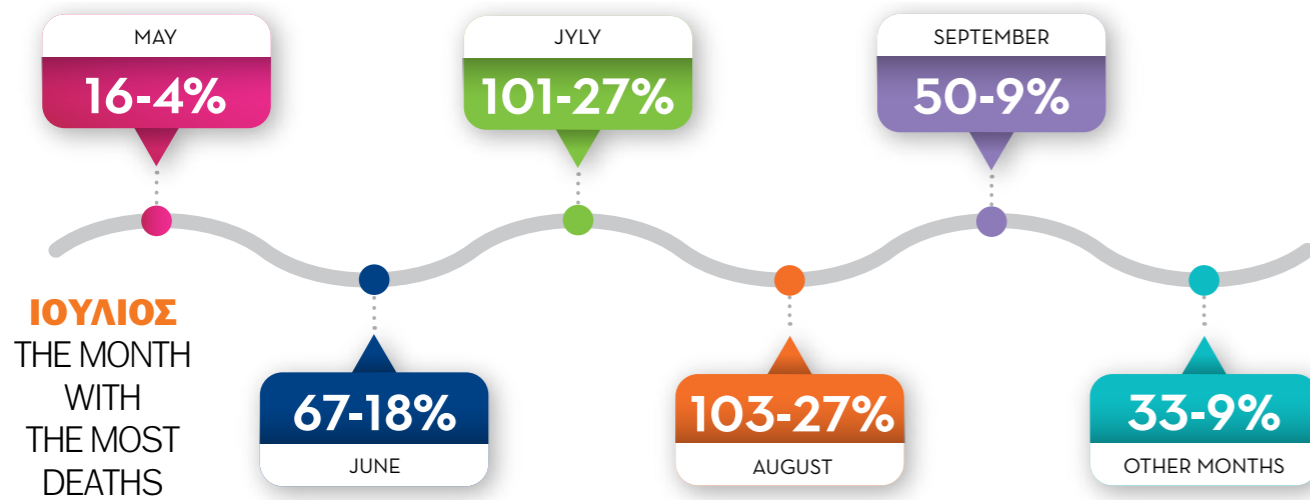 MAY
16-4%
JYLY
101-27%
SEPTEMBER
50-9%
ΙΟΥΛΙΟΣ
THE MONTH
WITH
THE MOST
DEATHS
67-18%
JUNE
103-27%
AUGUST
33-9%
OTHER MONTHS